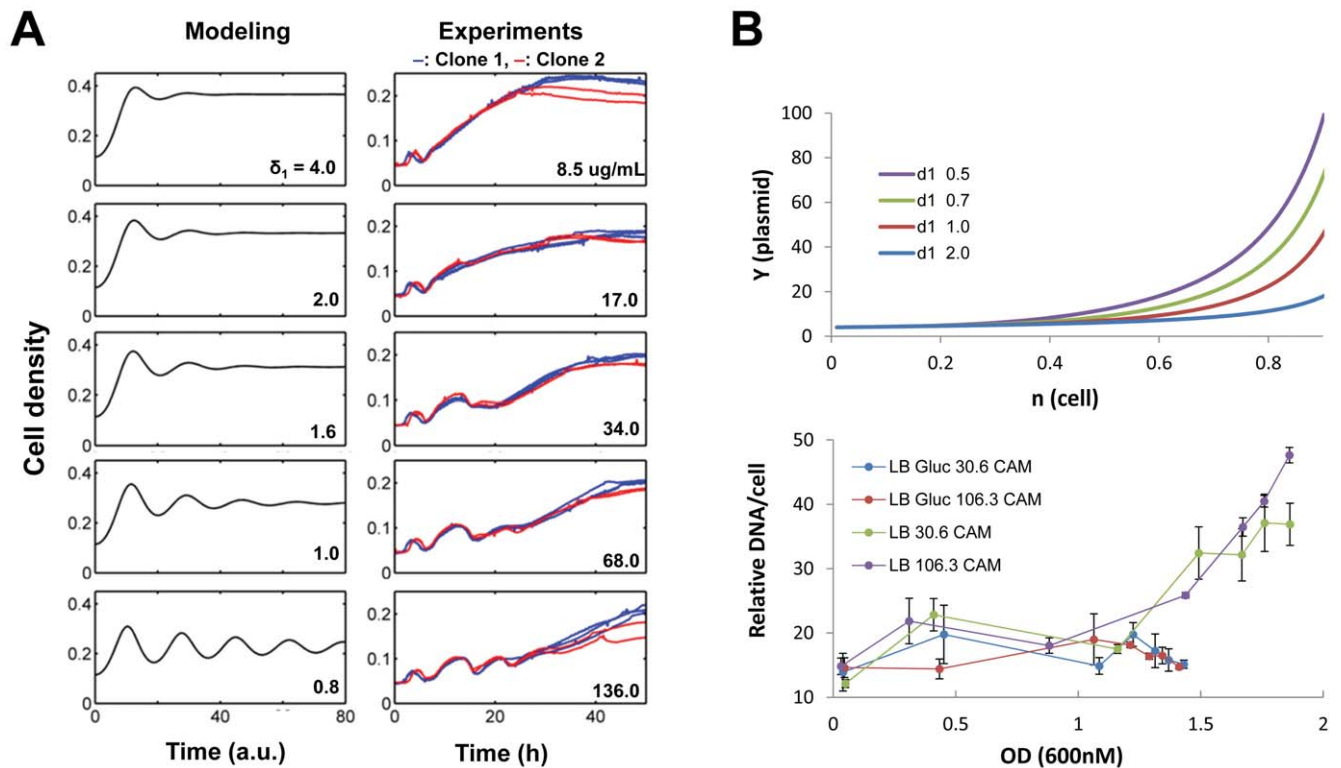 A
Modeling
Experiments
–: Clone 1, –: Clone 2
Cell density
0.4
0.2
0
δ1 = 4.0
0.2
0.1
0
8.5 ug/mL
0.4
0.2
0
2.0
0.2
0.1
0
17.0
0.4
0.2
0
1.6
0.2
0.1
0
34.0
0.4
0.2
0
1.0
0.2
0.1
0
68.0
0.4
0.2
0
0.8
0.2
0.1
0
136.0
0 40 80
0 20 40
Time (a.u.)
Time (h)
B
Y (plasmid)
100
80
60
40
20
0
d1 0.5
d1 0.7
d1 1.0
d1 2.0
0 0.2 0.4 0.6 0.8
n (cell)
Relative DNA/cell
50
40
30
20
10
LB Gluc 30.6 CAM
LB Gluc 106.3 CAM
LB 30.6 CAM
LB 106.3 CAM
0 0.5 1 1.5 2
OD (600nM)